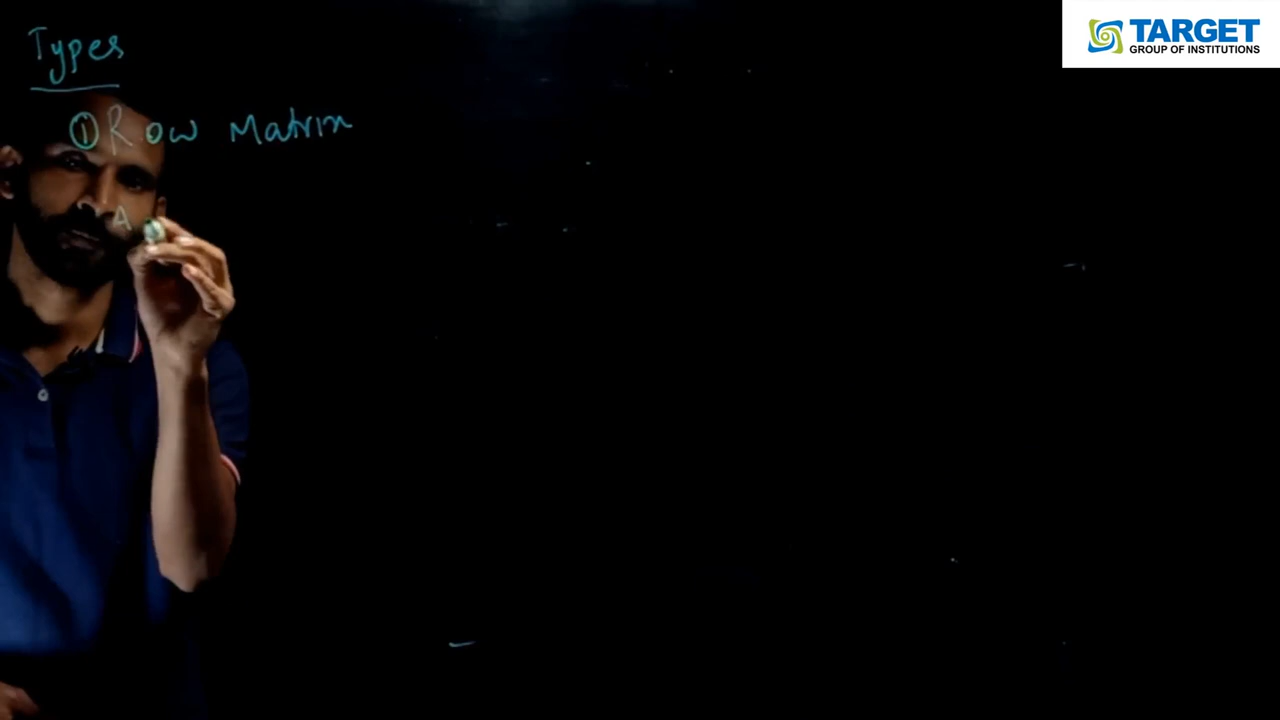 TARGET
GROUP OF INSTITUTIONS
Types
① Row Matrix
A